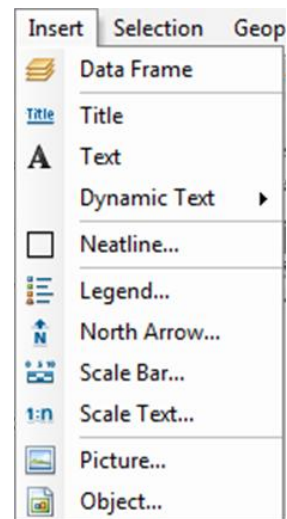 Insert Selection Geop
Data Frame
Title Title
A Text
Dynamic Text
Neatline...
Legend...
N North Arrow...
Scale Bar...
1:n Scale Text...
Picture...
Object...